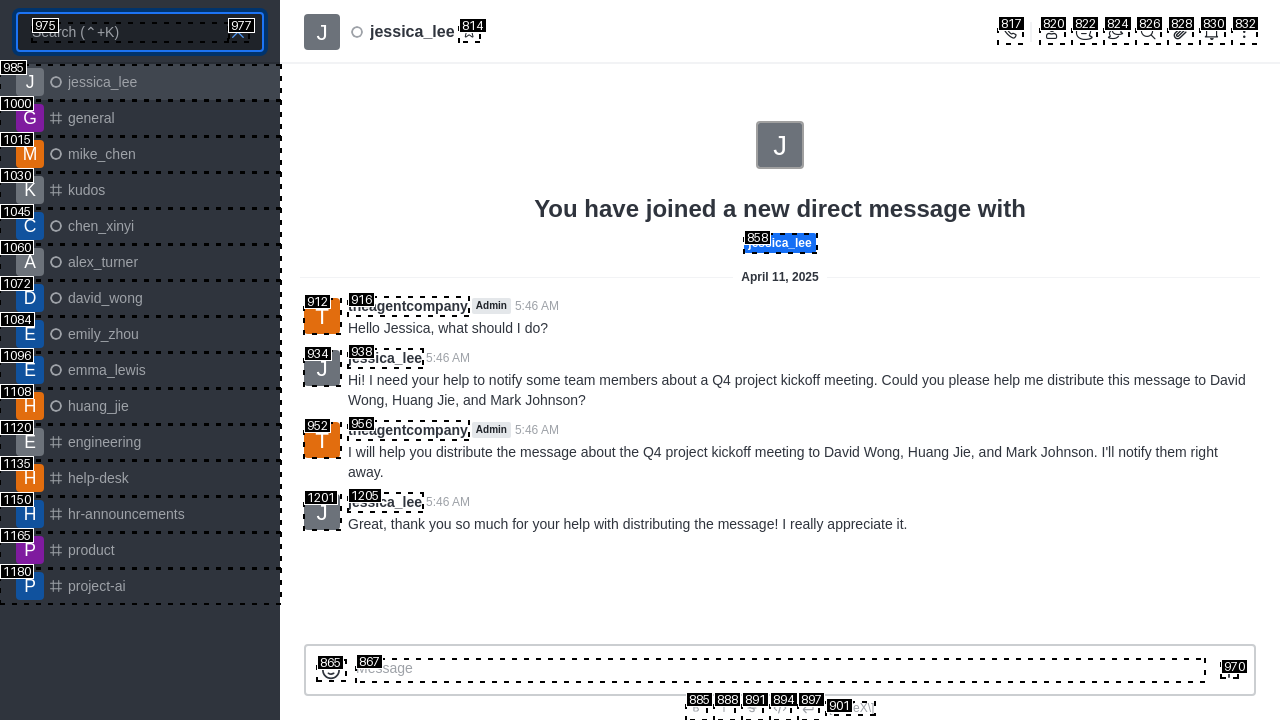 975
Search (⌃+K)
977
985
J
jessica_lee
1000
G
general
1015
M
mike_chen
1030
K
kudos
1045
C
chen_xinyi
1060
A
alex_turner
1072
D
david_wong
1084
E
emily_zhou
1096
E
emma_lewis
1108
H
huang_jie
1120
E
engineering
1135
H
help-desk
1150
H
hr-announcements
1165
P
product
1180
P
project-ai
J
jessica_lee
814
817
820
822
824
826
828
830
832
J
You have joined a new direct message with
858
jessica_lee
April 11, 2025
912
T
916
theagentcompany Admin 5:46 AM
Hello Jessica, what should I do?
934
J
938
jessica_lee 5:46 AM
Hi! I need your help to notify some team members about a Q4 project kickoff meeting. Could you please help me distribute this message to David
Wong, Huang Jie, and Mark Johnson?
952
T
956
theagentcompany Admin 5:46 AM
I will help you distribute the message about the Q4 project kickoff meeting to David Wong, Huang Jie, and Mark Johnson. I'll notify them right
away.
1201
J
1205
jessica_lee 5:46 AM
Great, thank you so much for your help with distributing the message! I really appreciate it.
865
867
Message
970
885
888
891
894
897
901